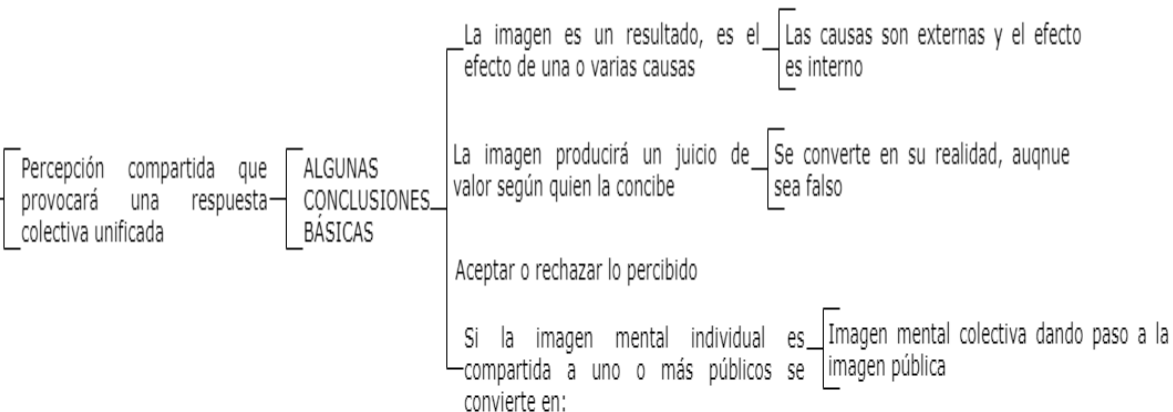 Percepción compartida que
provocará una respuesta
colectiva unificada
ALGUNAS
CONCLUSIONES
BÁSICAS
La imagen es un resultado, es el
efecto de una o varias causas
Las causas son externas y el efecto
es interno
La imagen producirá un juicio de
valor según quien la concibe
Se converte en su realidad, auqnue
sea falso
Aceptar o rechazar lo percibido
Si la imagen mental individual es
compartida a uno o más públicos se
convierte en:
Imagen mental colectiva dando paso a la
imagen pública